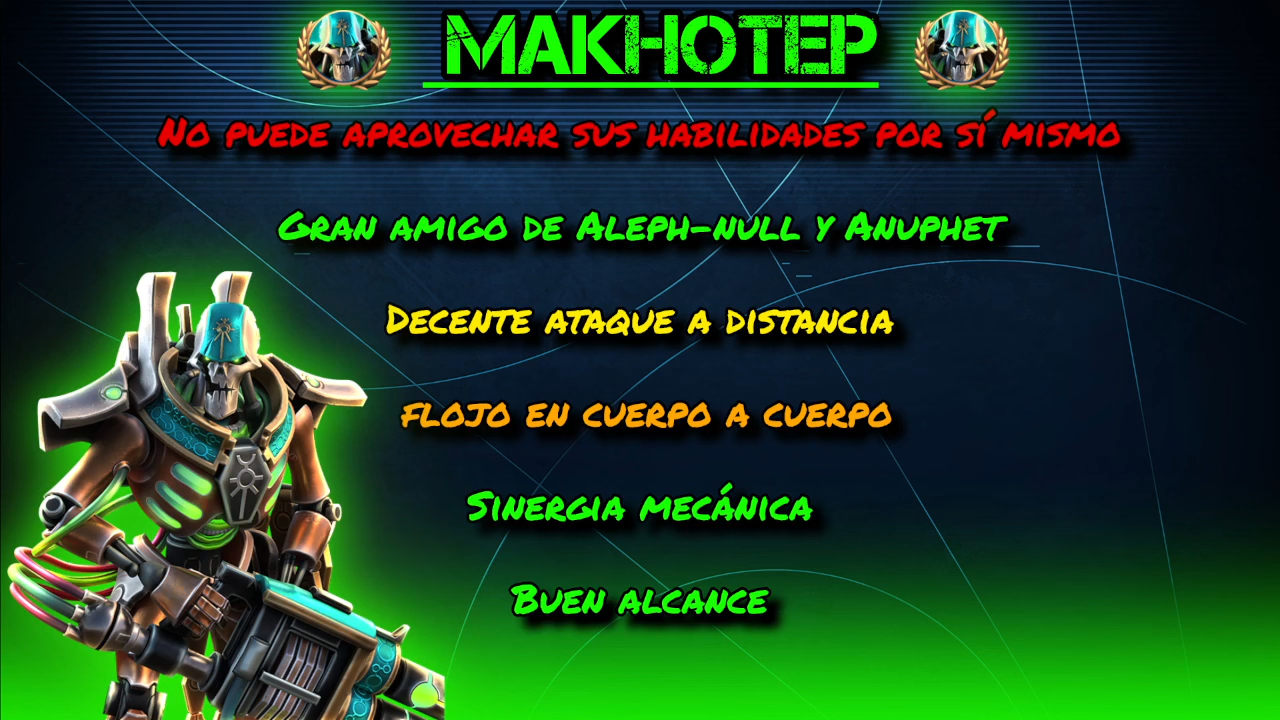 MAKHOTEP
No puede aprovechar sus habilidades por sí mismo
Gran amigo de Aleph-null y Anuphet
Decente ataque a distancia
flojo en cuerpo a cuerpo
Sinergia mecánica
Buen alcance